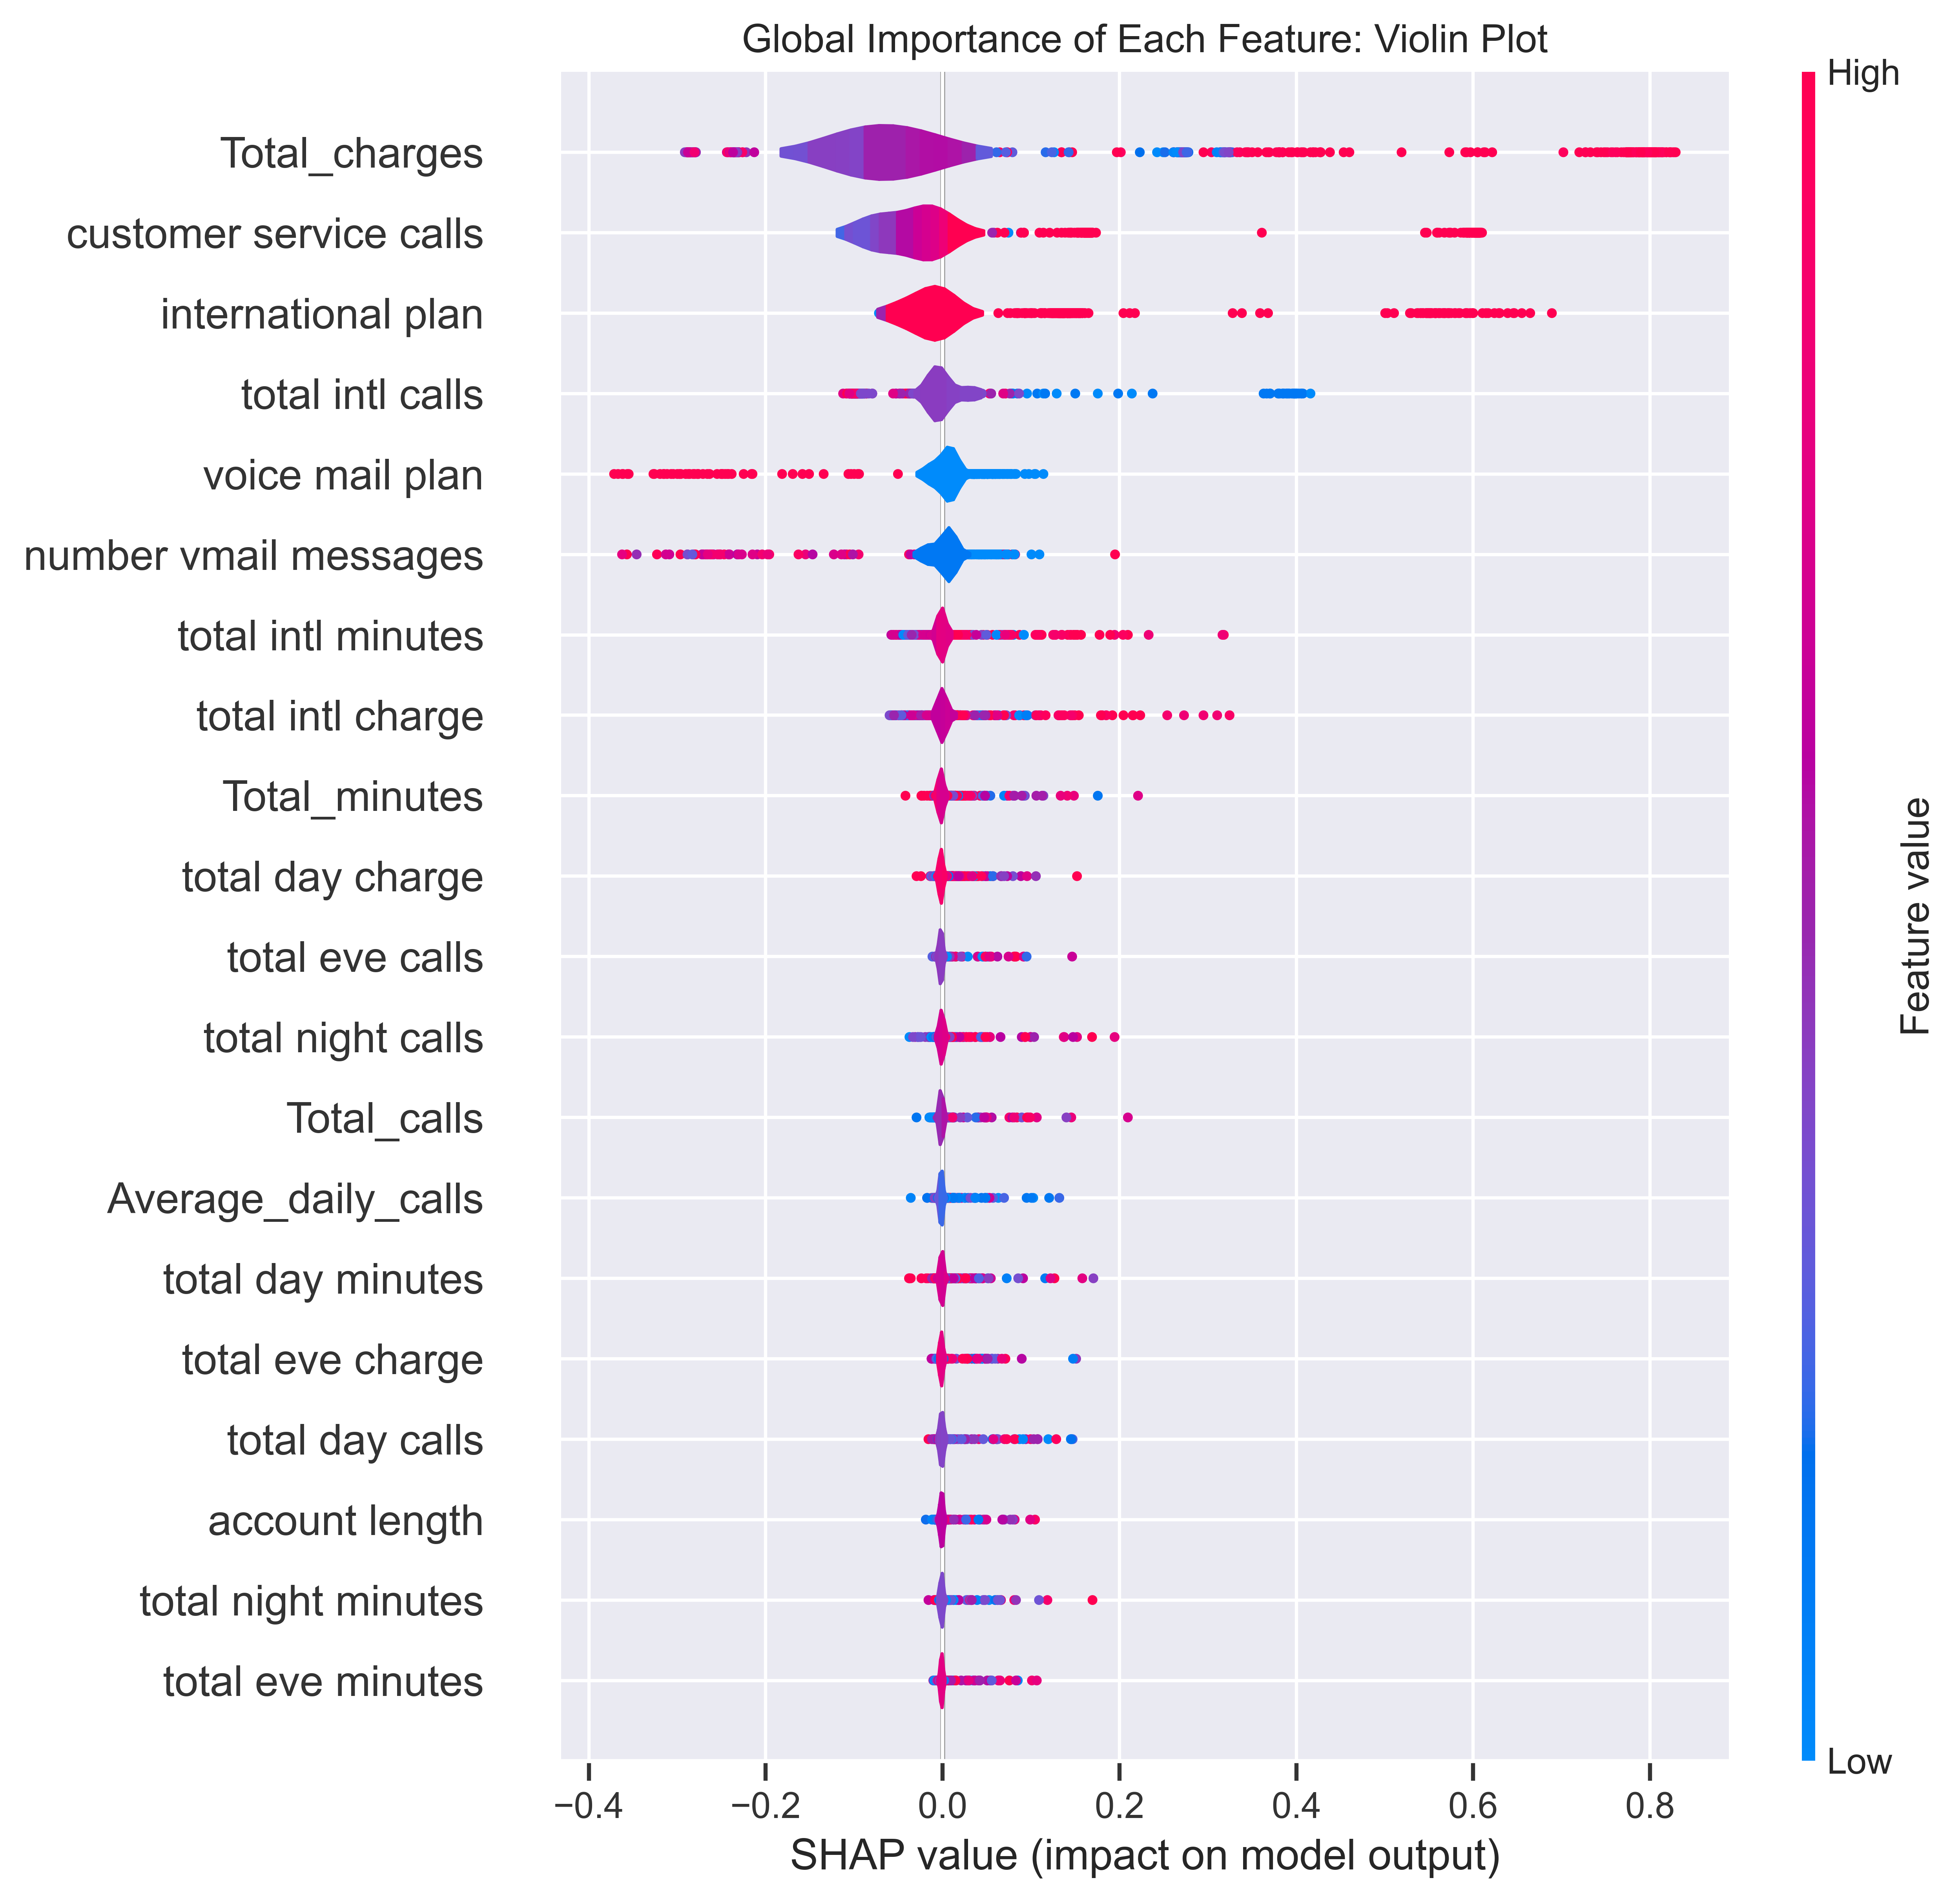 Global Importance of Each Feature: Violin Plot
High
Total_charges
customer service calls
international plan
total intl calls
voice mail plan
number vmail messages
total intl minutes
total intl charge
Total_minutes
total day charge
total eve calls
total night calls
Total_calls
Average_daily_calls
total day minutes
total eve charge
total day calls
account length
total night minutes
total eve minutes
Feature value
Low
−0.4 −0.2 0.0 0.2 0.4 0.6 0.8
SHAP value (impact on model output)